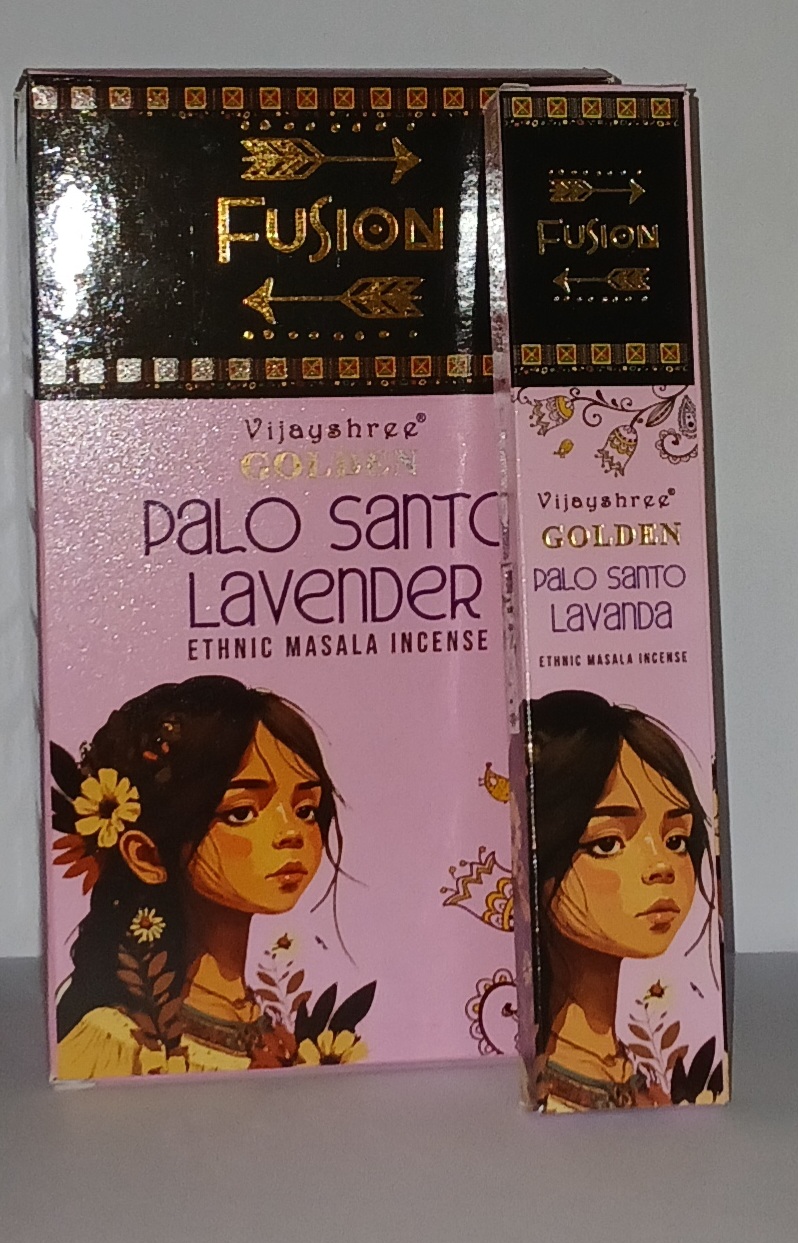 FUSION
Vijayshree®
GOLDEN
PALO SANTO
LAVENDER
ETHNIC MASALA INCENSE
FUSION
Vijayshree®
GOLDEN
PALO SANTO
LAVANDA
ETHNIC MASALA INCENSE